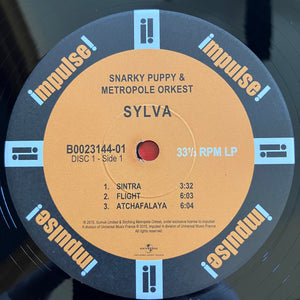 impulse!
SNARKY PUPPY &
METROPOLE ORKEST
SYLVA
B0023144-01
DISC 1 - Side 1
33⅓ RPM LP
1. SINTRA 3:32
2. FLIGHT 6:03
3. ATCHAFALAYA 6:04
UNIVERSAL
impulse!
impulse!
impulse!